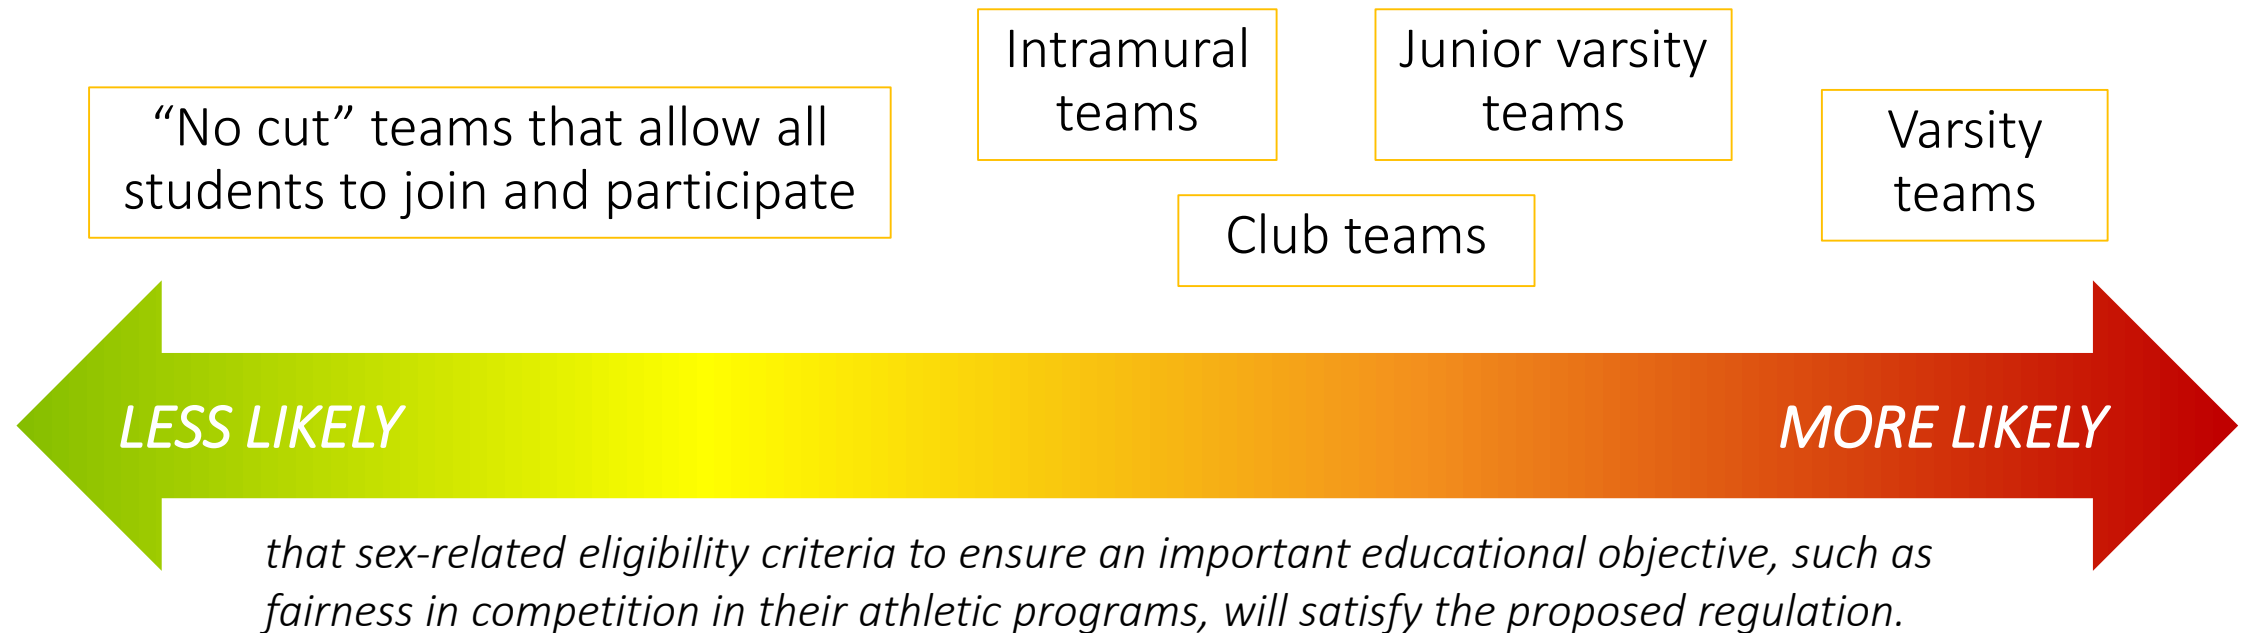 “No cut” teams that allow all
students to join and participate
Intramural
teams
Club teams
Junior varsity
teams
Varsity
teams
LESS LIKELY
MORE LIKELY
that sex-related eligibility criteria to ensure an important educational objective, such as
fairness in competition in their athletic programs, will satisfy the proposed regulation.